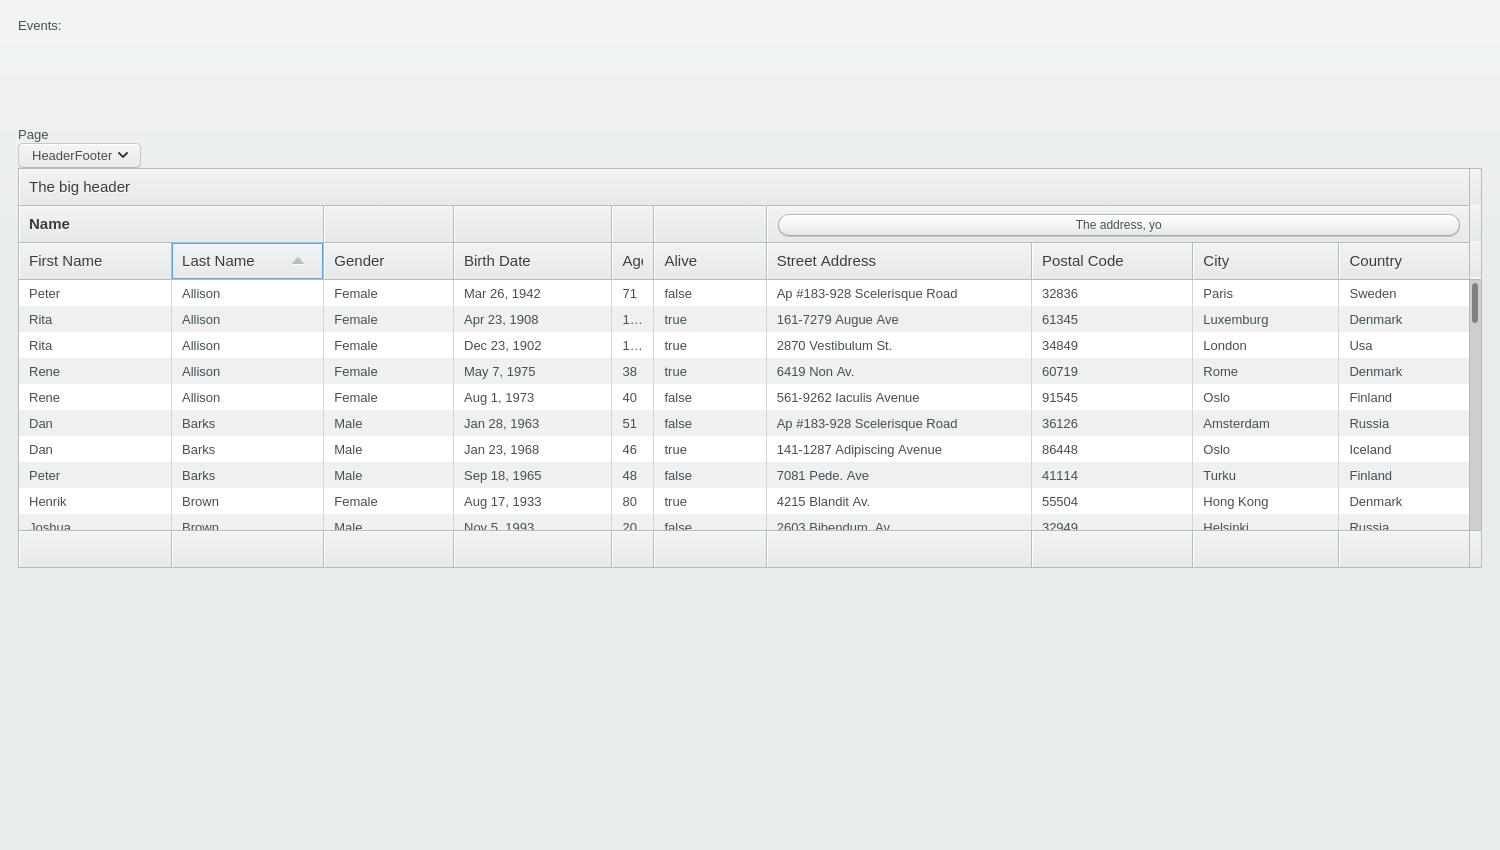 Events:
Page
HeaderFooter
The big header
Name The address, yo
First Name Last Name Gender Birth Date Age Alive Street Address Postal Code City Country
Peter Allison Female Mar 26, 1942 71 false Ap #183-928 Scelerisque Road 32836 Paris Sweden
Rita Allison Female Apr 23, 1908 1… true 161-7279 Augue Ave 61345 Luxemburg Denmark
Rita Allison Female Dec 23, 1902 1… true 2870 Vestibulum St. 34849 London Usa
Rene Allison Female May 7, 1975 38 true 6419 Non Av. 60719 Rome Denmark
Rene Allison Female Aug 1, 1973 40 false 561-9262 Iaculis Avenue 91545 Oslo Finland
Dan Barks Male Jan 28, 1963 51 false Ap #183-928 Scelerisque Road 36126 Amsterdam Russia
Dan Barks Male Jan 23, 1968 46 true 141-1287 Adipiscing Avenue 86448 Oslo Iceland
Peter Barks Male Sep 18, 1965 48 false 7081 Pede. Ave 41114 Turku Finland
Henrik Brown Female Aug 17, 1933 80 true 4215 Blandit Av. 55504 Hong Kong Denmark
Joshua Brown Male Nov 5, 1993 20 false 2603 Bibendum. Av. 32949 Helsinki Russia